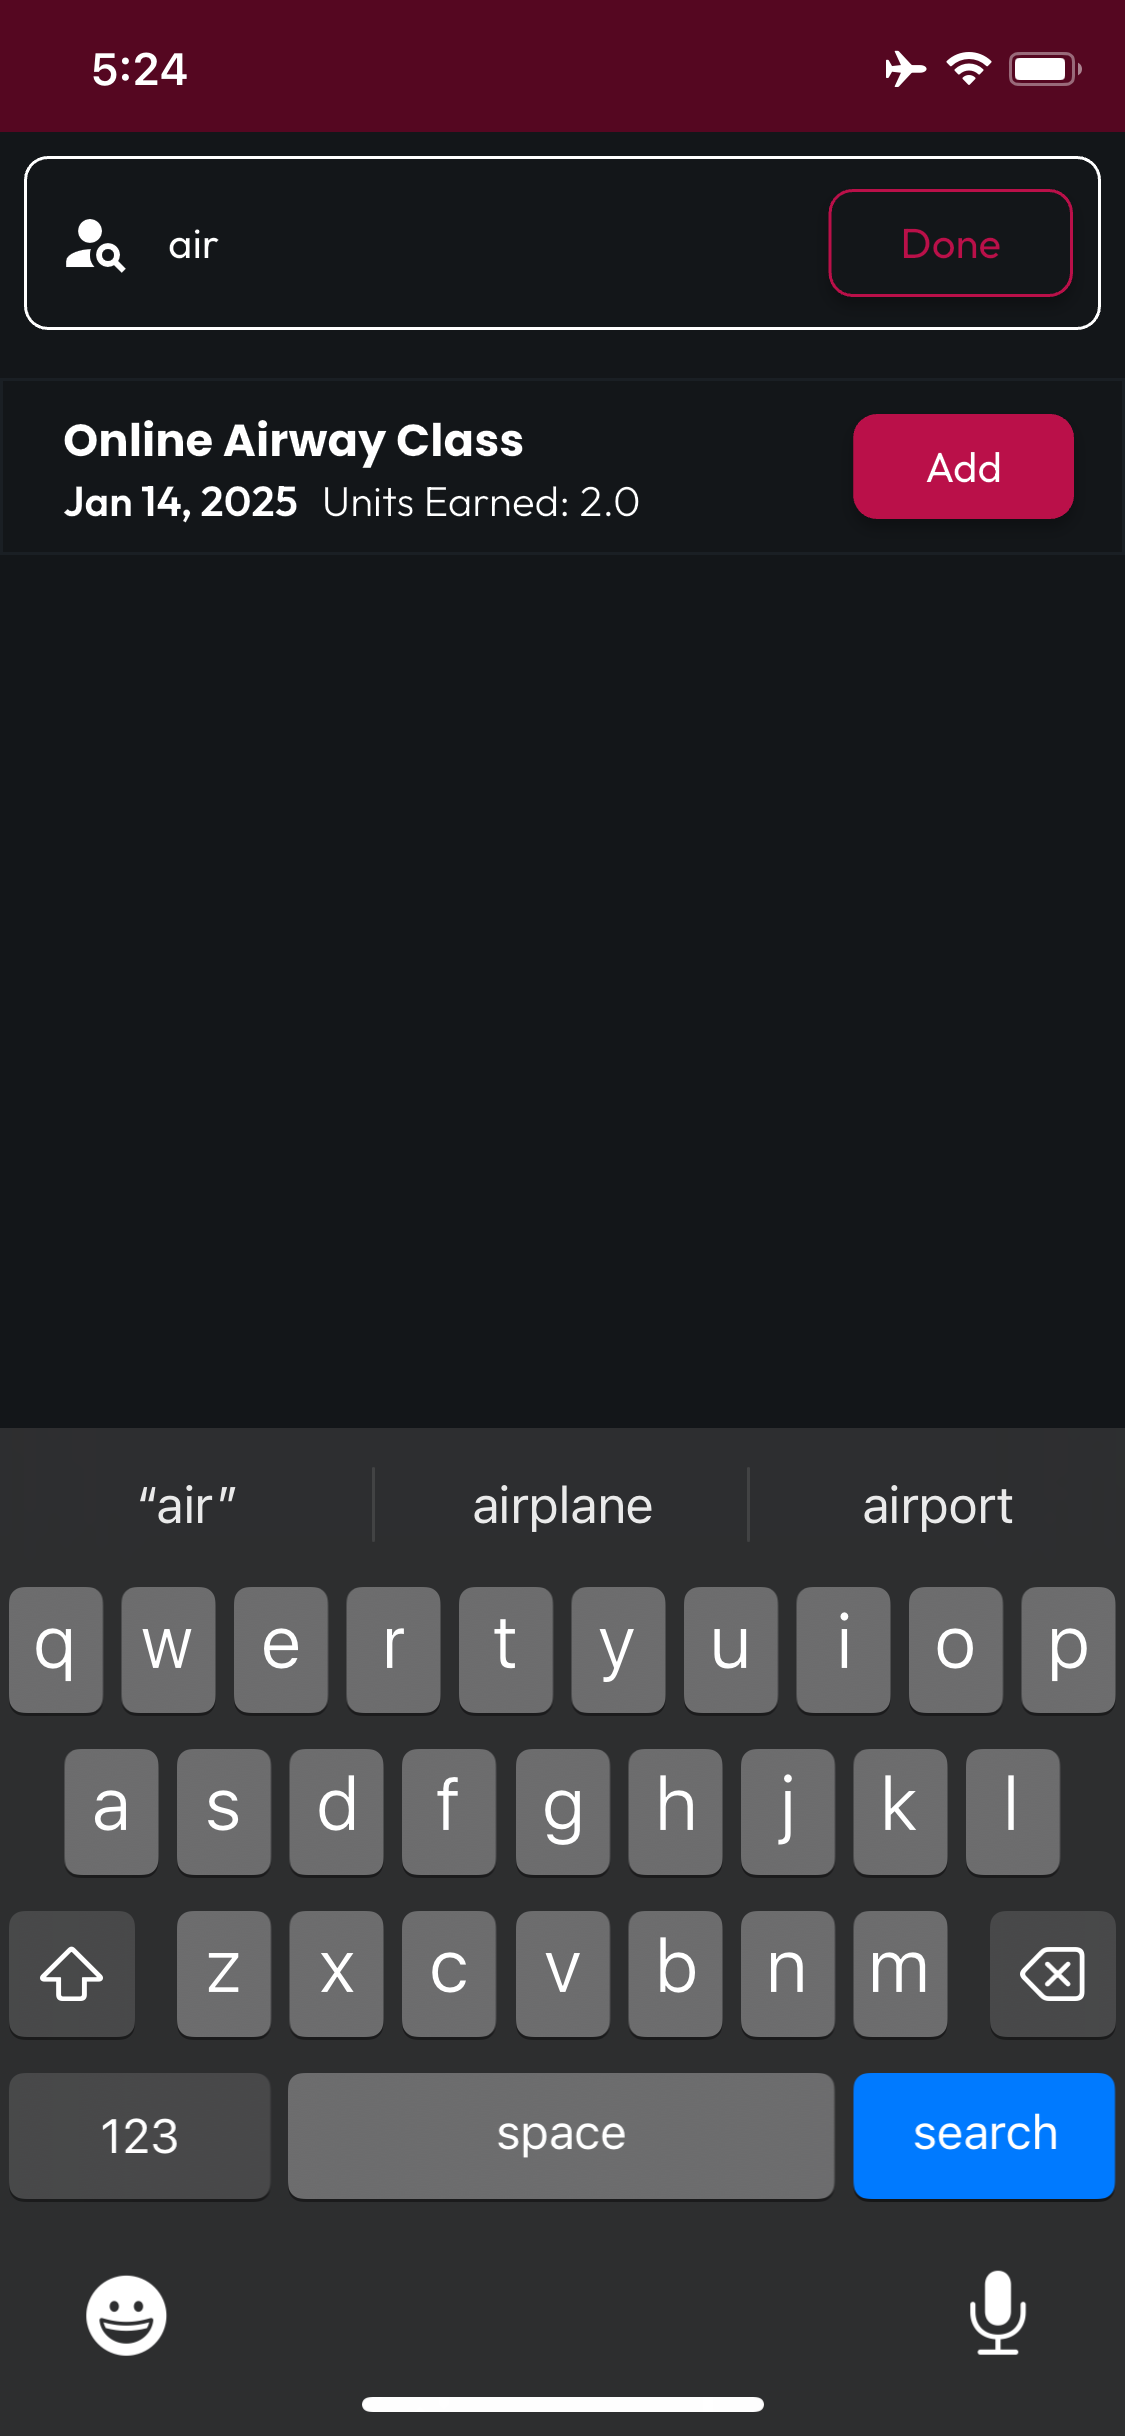 5:24
air
Done
Online Airway Class
Jan 14, 2025 Units Earned: 2.0
Add
“air” airplane airport
q w e r t y u i o p
a s d f g h j k l
z x c v b n m
123 space search